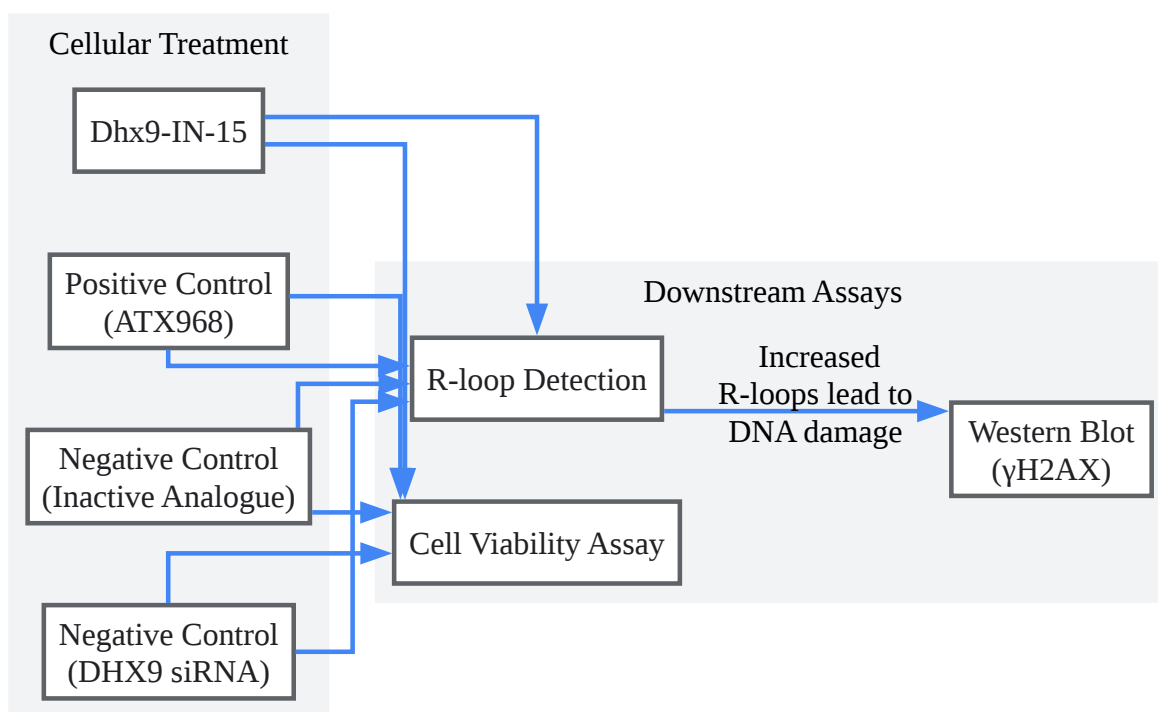 Cellular Treatment
Dhx9-IN-15
Positive Control
(ATX968)
Negative Control
(Inactive Analogue)
Negative Control
(DHX9 siRNA)
Downstream Assays
R-loop Detection
Increased
R-loops lead to
DNA damage
Western Blot
(γH2AX)
Cell Viability Assay